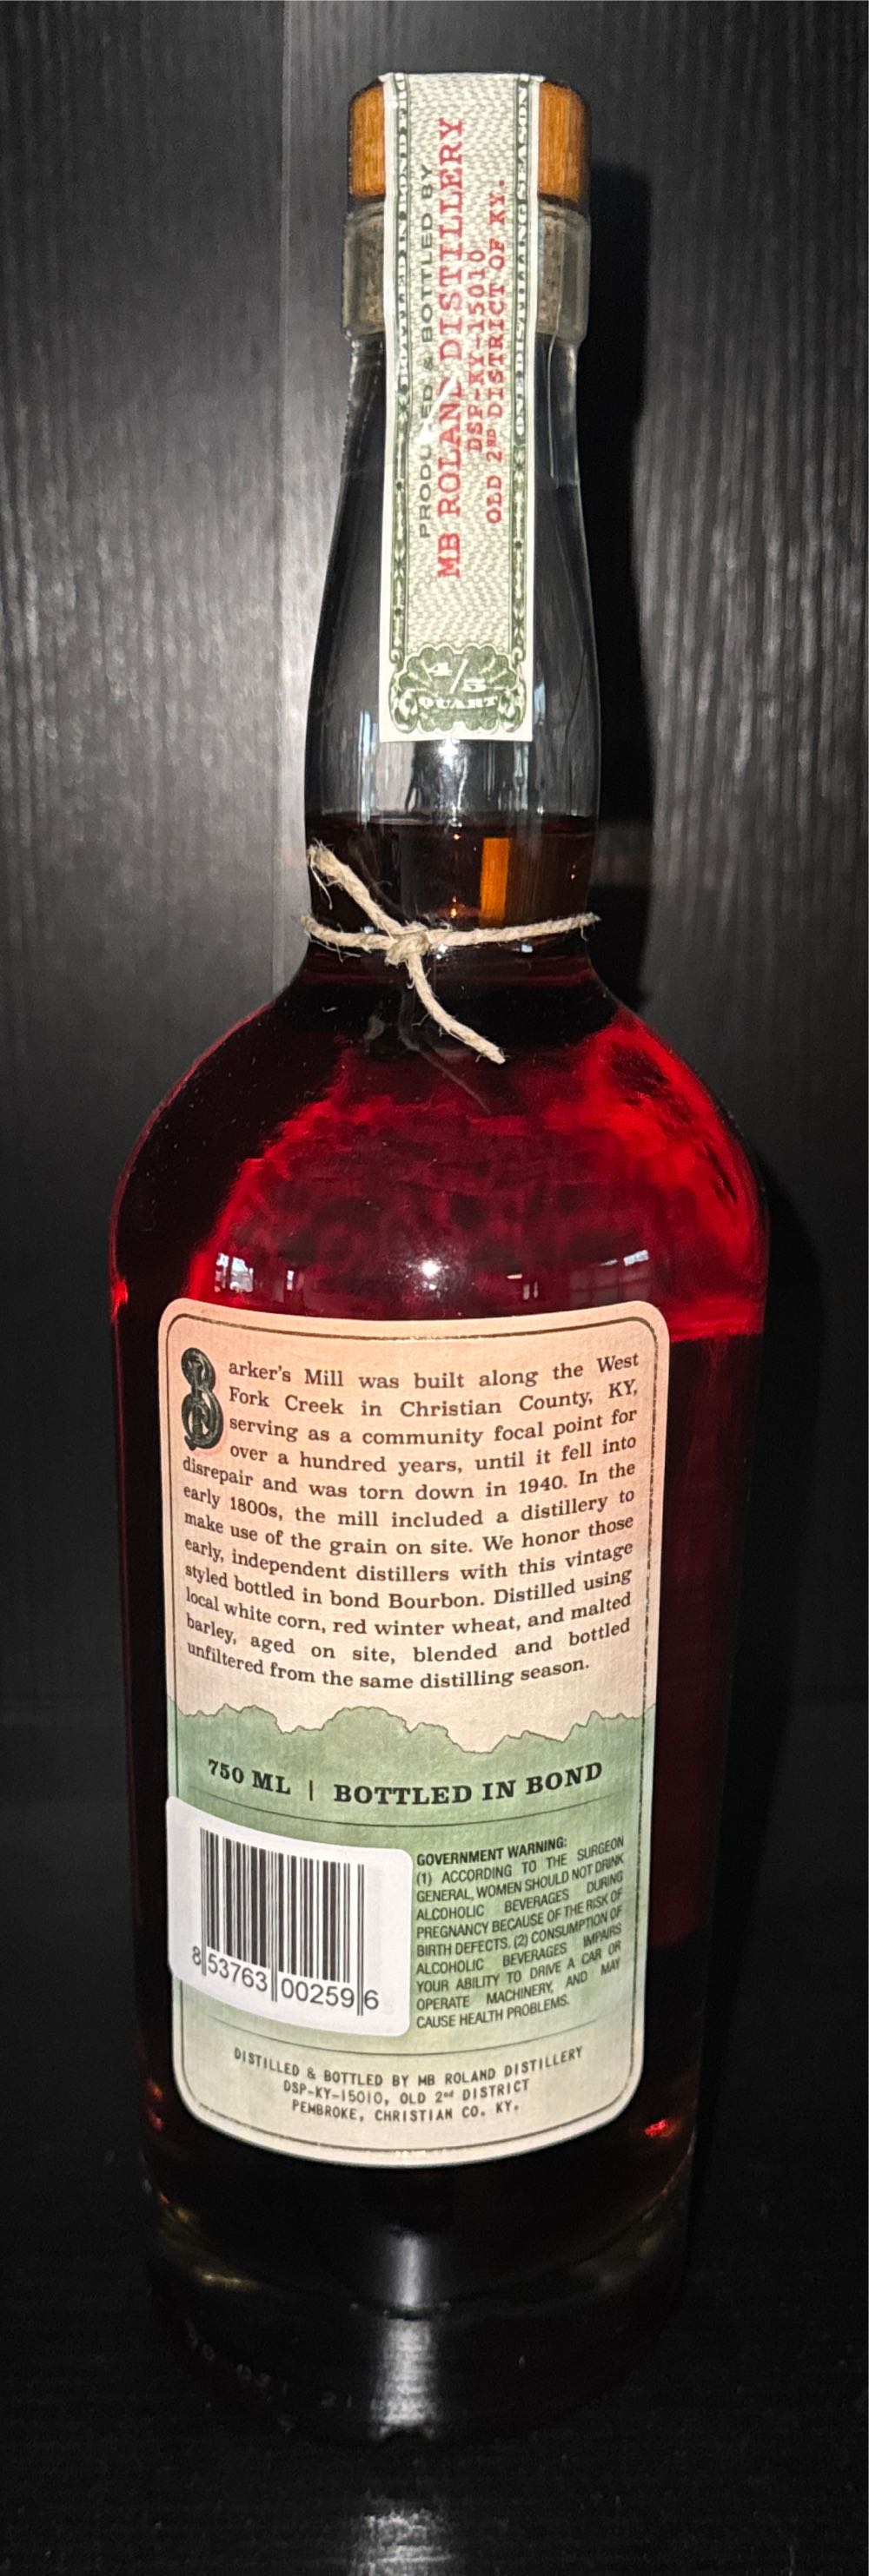 PRODUCED & BOTTLED BY
MB ROLAND DISTILLERY
DSP-KY-15010
OLD 2ND DISTRICT OF KY.
4/5
QUART
Barker's Mill was built along the West
Fork Creek in Christian County, KY,
serving as a community focal point for
over a hundred years, until it fell into
disrepair and was torn down in 1940. In the
early 1800s, the mill included a distillery to
make use of the grain on site. We honor those
early, independent distillers with this vintage
styled bottled in bond Bourbon. Distilled using
local white corn, red winter wheat, and malted
barley, aged on site, blended and bottled
unfiltered from the same distilling season.
750 ML | BOTTLED IN BOND
GOVERNMENT WARNING:
(1) ACCORDING TO THE SURGEON
GENERAL, WOMEN SHOULD NOT DRINK
ALCOHOLIC BEVERAGES DURING
PREGNANCY BECAUSE OF THE RISK OF
BIRTH DEFECTS. (2) CONSUMPTION OF
ALCOHOLIC BEVERAGES IMPAIRS
YOUR ABILITY TO DRIVE A CAR OR
OPERATE MACHINERY, AND MAY
CAUSE HEALTH PROBLEMS.
8 53763 00259 6
DISTILLED & BOTTLED BY MB ROLAND DISTILLERY
DSP-KY-15010, OLD 2nd DISTRICT
PEMBROKE, CHRISTIAN CO. KY.